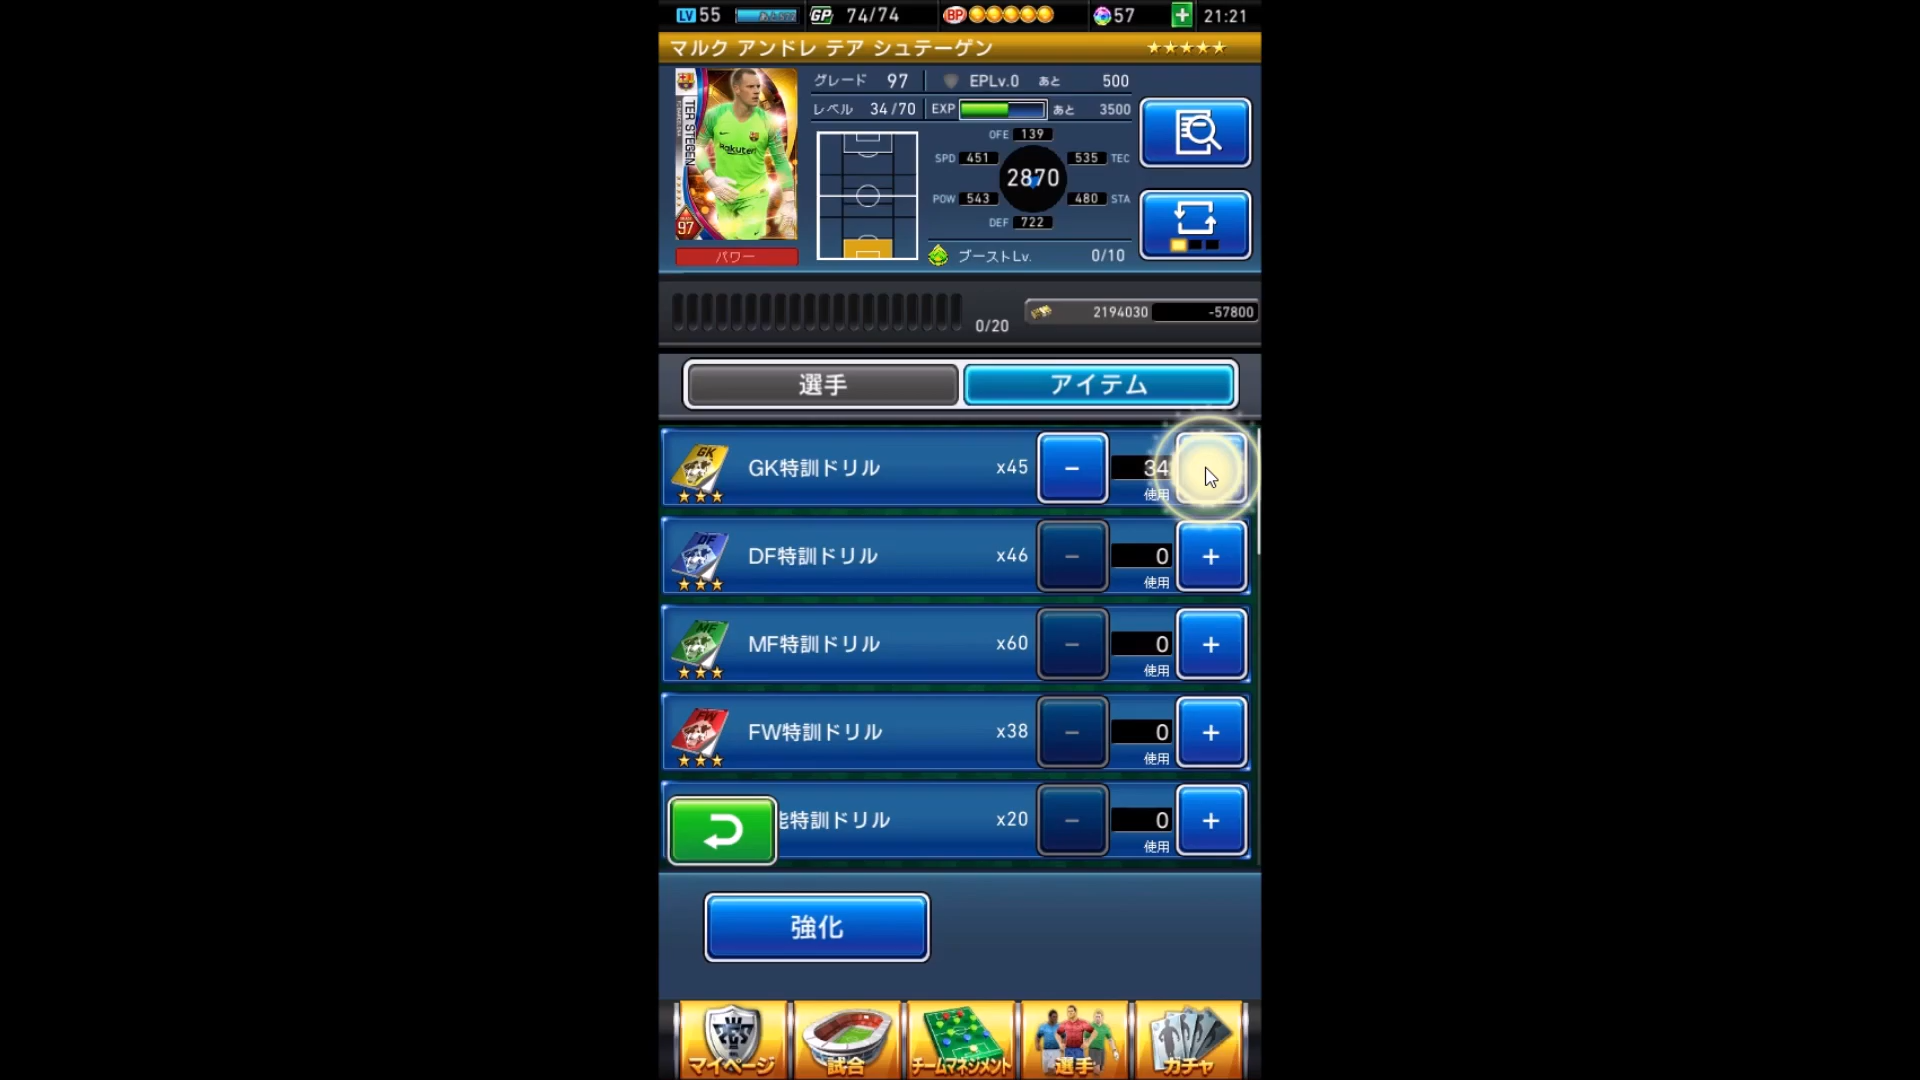 LV 55 GP 74/74 BP 57 21:21
マルク アンドレ テア シュテーゲン ★★★★★
グレード 97 EPLv.0 あと 500
レベル 34/70 EXP あと 3500
TER STEGEN
Rakuten
97
パワー
OFE 139
SPD 451 535 TEC
2870
POW 543 480 STA
DEF 722
ブーストLv. 0/10
0/20 2194030 -57800
選手 アイテム
GK GK特訓ドリル x45 - 34
★★★ 使用
DF DF特訓ドリル x46 - 0 +
★★★ 使用
MF MF特訓ドリル x60 - 0 +
★★★ 使用
FW FW特訓ドリル x38 - 0 +
★★★ 使用
特訓ドリル x20 - 0 +
使用
強化
マイページ 試合 チームマネジメント 選手 ガチャ